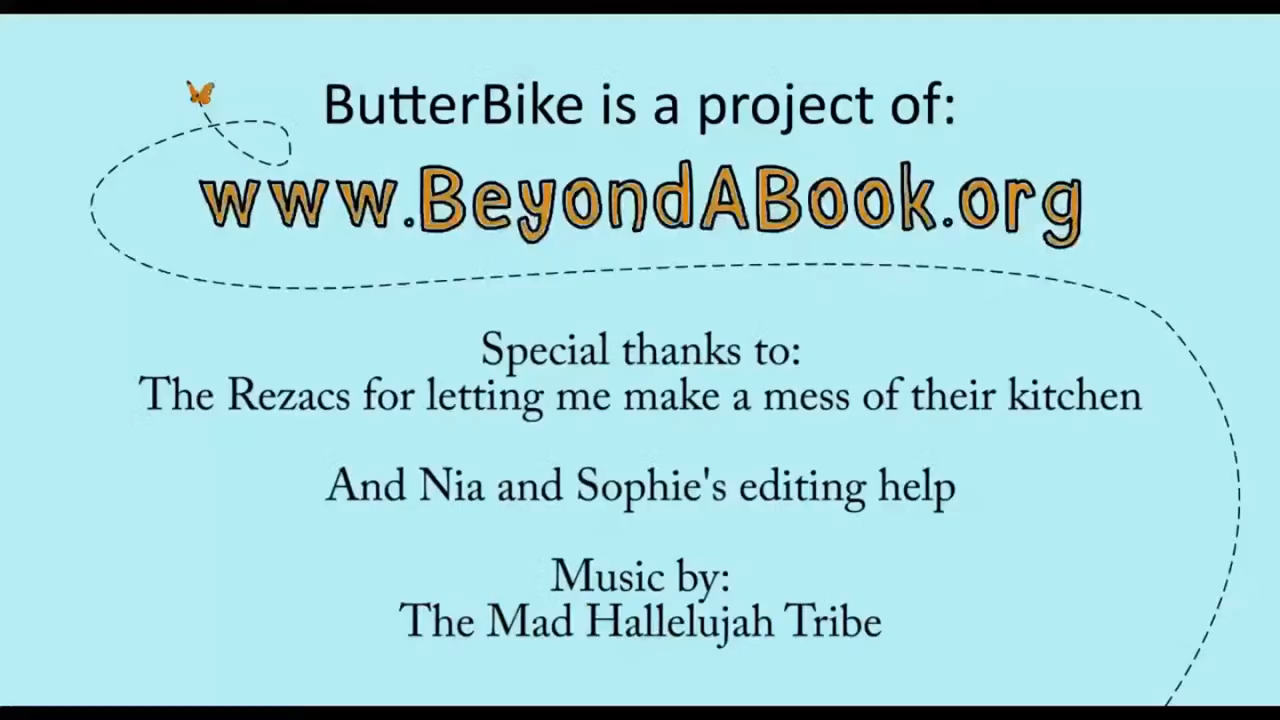 ButterBike is a project of:
www.BeyondABook.org
Special thanks to:
The Rezacs for letting me make a mess of their kitchen
And Nia and Sophie's editing help
Music by:
The Mad Hallelujah Tribe